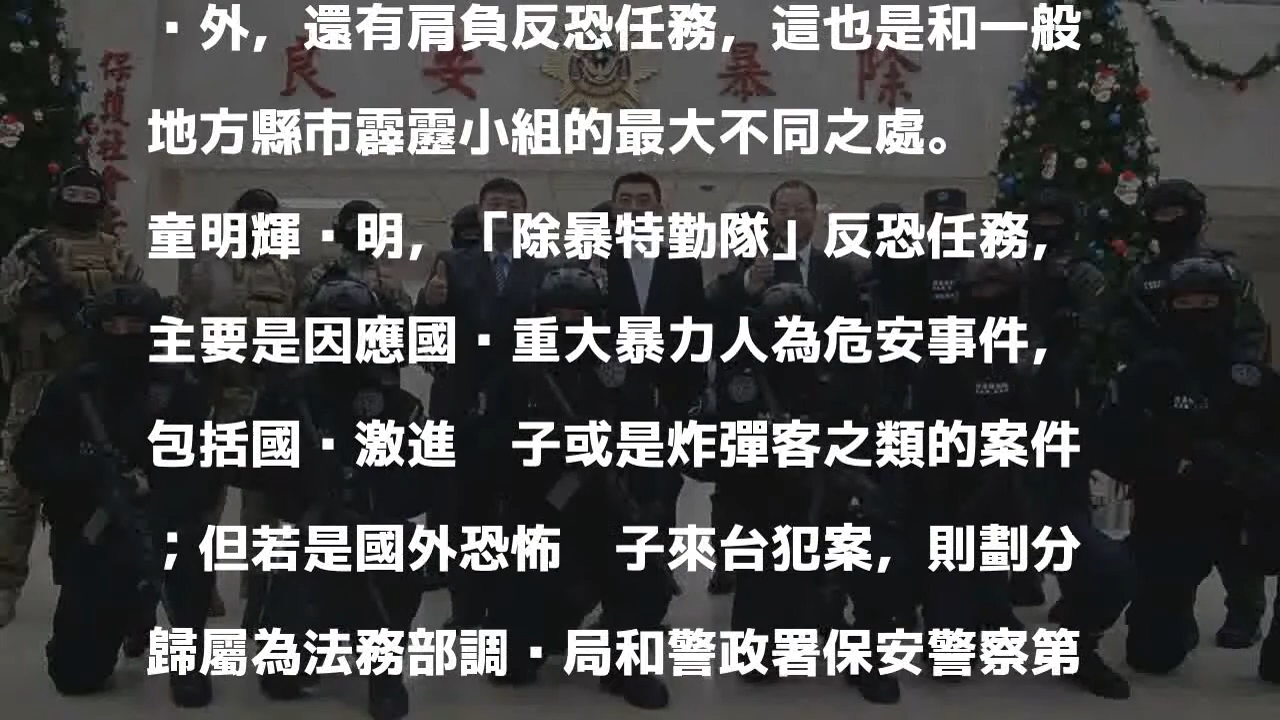 ·外，還有肩負反恐任務，這也是和一般
良 安 暴 除
保
地方縣市霹靂小組的最大不同之處。
童明輝·明，「除暴特勤隊」反恐任務，
主要是因應國·重大暴力人為危安事件，
包括國·激進　子或是炸彈客之類的案件
；但若是國外恐怖　子來台犯案，則劃分
歸屬為法務部調·局和警政署保安警察第